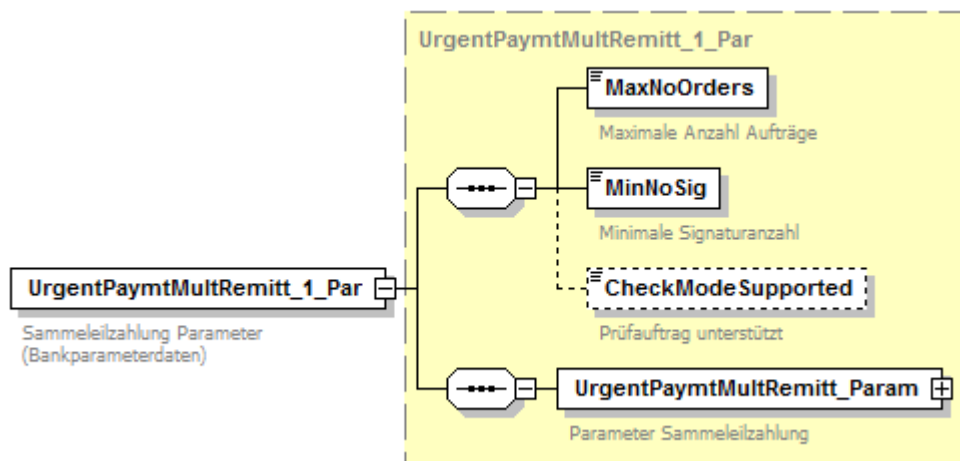 UrgentPaymtMultRemitt_1_Par
MaxNoOrders
Maximale Anzahl Aufträge
MinNoSig
Minimale Signaturanzahl
CheckModeSupported
Prüfauftrag unterstützt
UrgentPaymtMultRemitt_1_Par
Sammeleilzahlung Parameter
(Bankparameterdaten)
UrgentPaymtMultRemitt_Param
Parameter Sammeleilzahlung